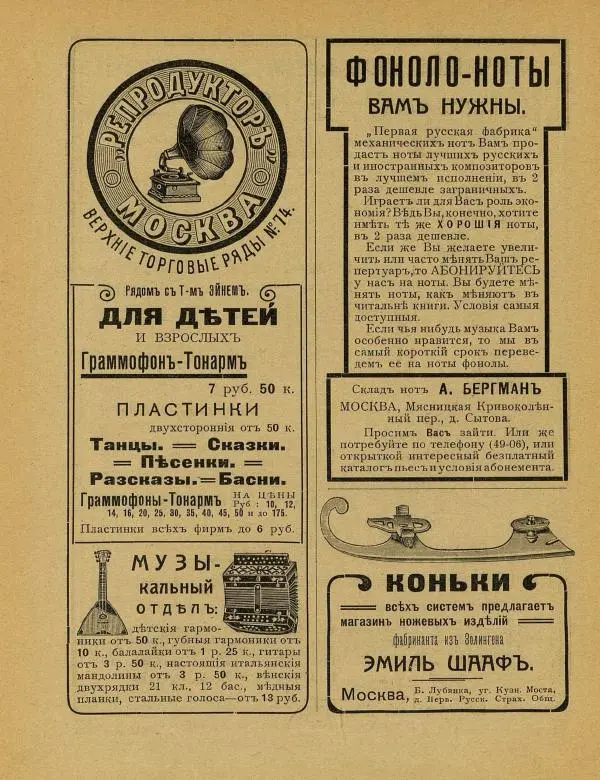 „РЕПРОДУКТОРЪ"
МОСКВА
ВЕРХНІЕ ТОРГОВЫЕ РЯДЫ № 74.
Рядомъ съ Т-мъ ЭЙНЕМЪ.
ДЛЯ ДѢТЕЙ
И ВЗРОСЛЫХЪ
Граммофонъ-Тонармъ
7 руб. 50 к.
ПЛАСТИНКИ
двухстороннія отъ 50 к.
Танцы. — Сказки.
— Пѣсенки. —
Разсказы. — Басни.
Граммофоны-Тонармъ НА ЦѢНЫ
Руб.: 10, 12,
14, 16, 20, 25, 30, 35, 40, 45, 50 и до 175.
Пластинки всѣхъ фирмъ до 6 руб.
МУЗЫ-
кальный
ОТДѢЛЪ:
дѣтскія гармо-
ники отъ 50 к., губныя гармоники отъ
10 к., балалайки отъ 1 р. 25 к., гитары
отъ 3 р. 50 к., настоящія итальянскія
мандолины отъ 3 р. 50 к., вѣнскія
двухрядки 21 кл., 12 бас., мѣдныя
планки, стальные голоса—отъ 13 руб.
ФОНОЛО-НОТЫ
ВАМЪ НУЖНЫ.
„Первая русская фабрика"
механическихъ нотъ Вамъ про-
дастъ ноты лучшихъ русскихъ
и иностранныхъ композиторовъ
въ лучшемъ исполненіи, въ 2
раза дешевле заграничныхъ.
Играетъ ли для Васъ роль эко-
номія? Вѣдь Вы, конечно, хотите
имѣть тѣ же ХОРОШІЯ ноты,
въ 2 раза дешевле.
Если же Вы желаете увели-
чить или часто мѣнять Вашъ ре-
пертуаръ, то АБОНИРУЙТЕСЬ
у насъ на ноты. Вы будете мѣ-
нять ноты, какъ мѣняютъ въ
читальнѣ книги. Условія самыя
доступныя.
Если чья нибудь музыка Вамъ
особенно нравится, то мы въ
самый короткій срокъ переве-
демъ ее на ноты фонолы.
Складъ нотъ А. БЕРГМАНЪ
МОСКВА, Мясницкая Кривоколѣн-
ный пер., д. Сытова.
Просимъ Васъ зайти. Или же
потребуйте по телефону (49-06), или
открыткой интересный безплатный
каталогъ пьесъ и условія абонемента.
КОНЬКИ
всѣхъ системъ предлагаетъ
магазин ножевыхъ издѣлій
фабриканта изъ Золингена
ЭМИЛЬ ШААФЪ.
Москва, Б. Лубянка, уг. Кузн. Моста,
д. Перв. Русск. Страх. Общ.